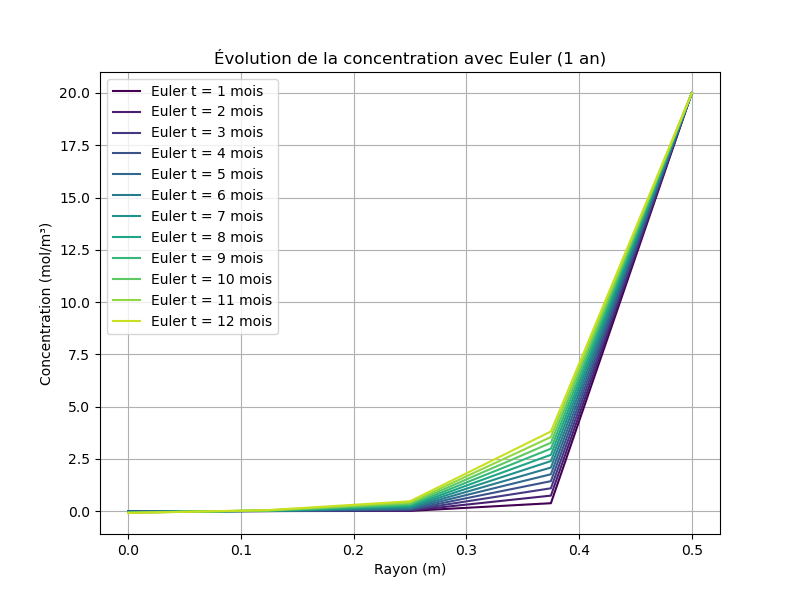 Évolution de la concentration avec Euler (1 an)
Euler t = 1 mois
Euler t = 2 mois
Euler t = 3 mois
Euler t = 4 mois
Euler t = 5 mois
Euler t = 6 mois
Euler t = 7 mois
Euler t = 8 mois
Euler t = 9 mois
Euler t = 10 mois
Euler t = 11 mois
Euler t = 12 mois
Concentration (mol/m³)
20.0
17.5
15.0
12.5
10.0
7.5
5.0
2.5
0.0
0.0 0.1 0.2 0.3 0.4 0.5
Rayon (m)